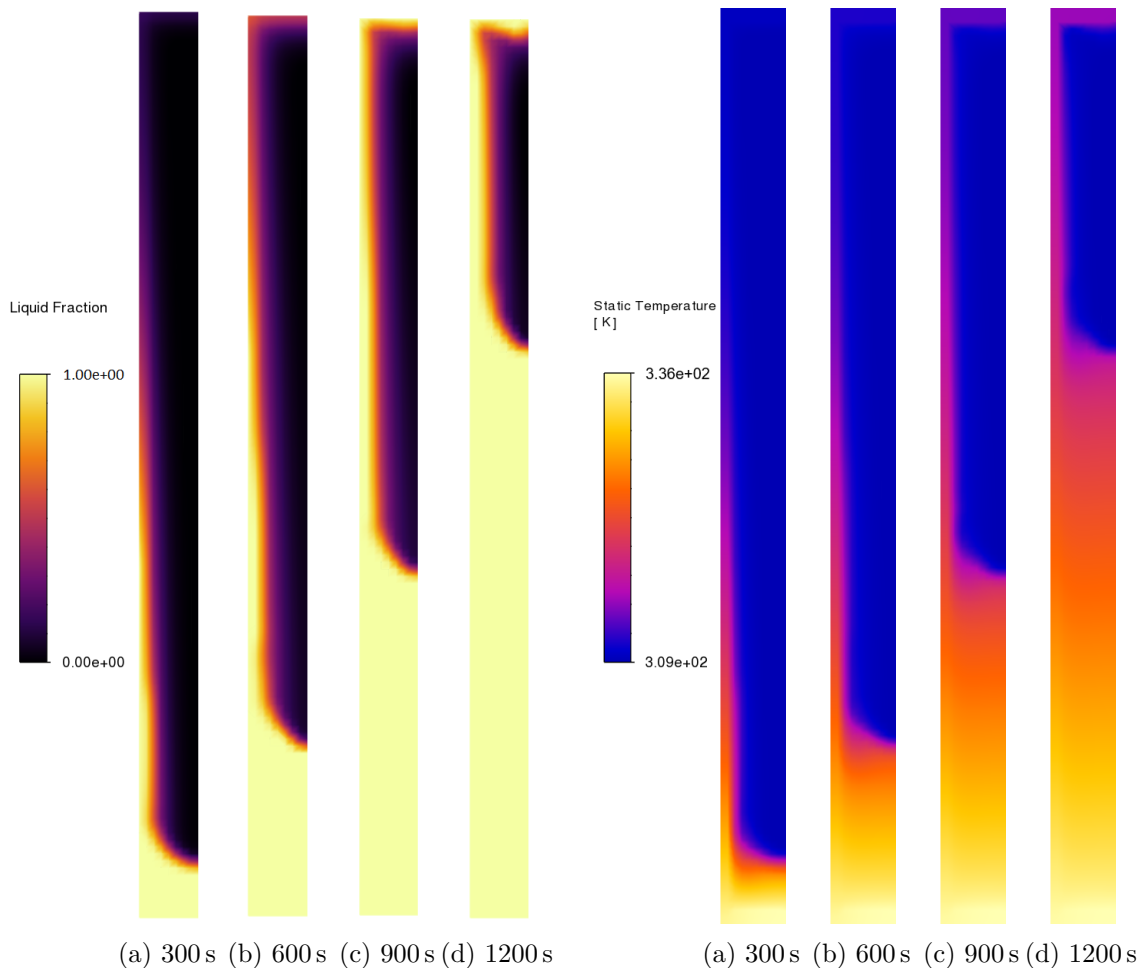 Liquid Fraction
1.00e+00
0.00e+00
(a) 300 s (b) 600 s (c) 900 s (d) 1200 s
Static Temperature
[ K ]
3.36e+02
3.09e+02
(a) 300 s (b) 600 s (c) 900 s (d) 1200 s